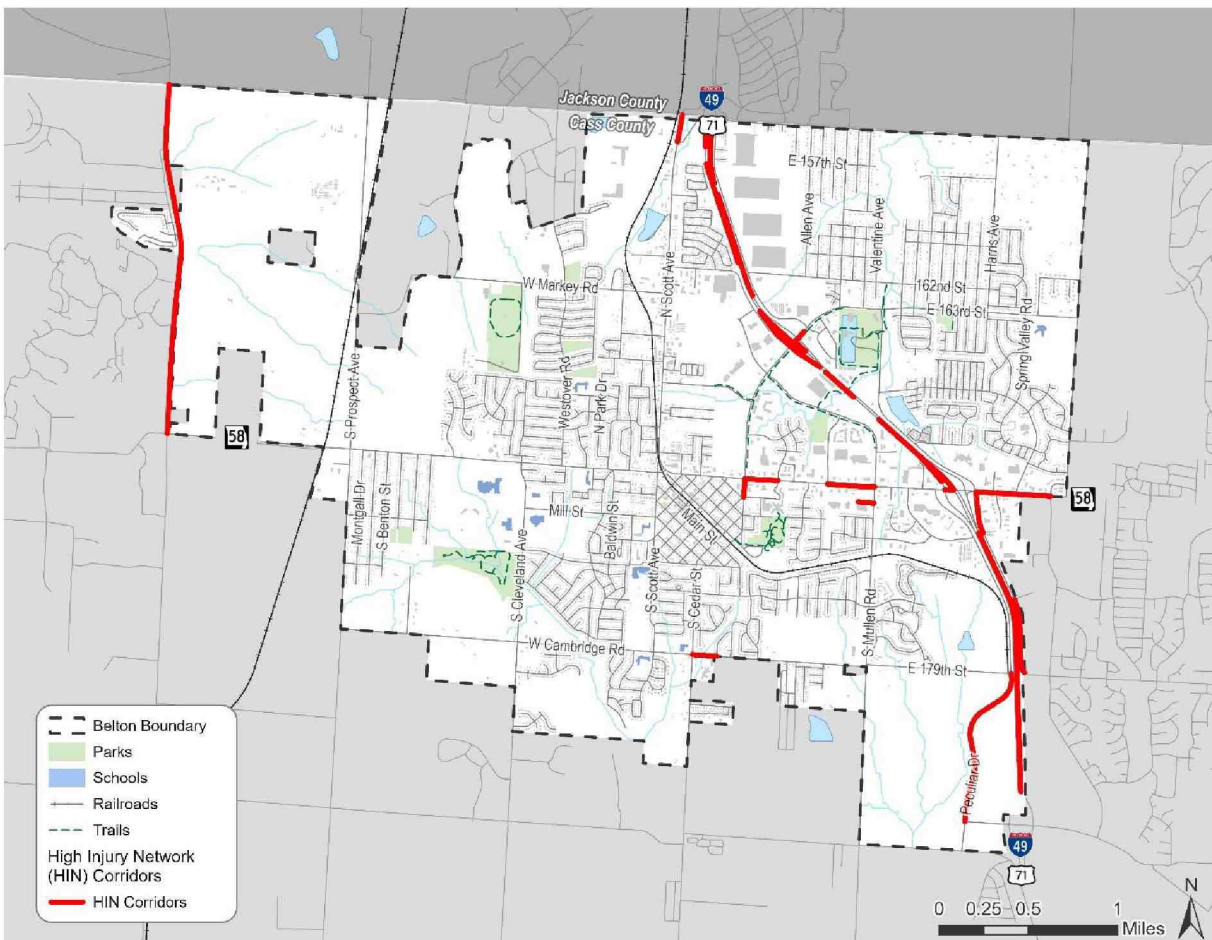 Jackson County
Cass County
49
71
E 157th St
Allen Ave
Valentine Ave
Harris Ave
N Scott Ave
W Markey Rd
162nd St
E 163rd St
Spring Valley Rd
S Prospect Ave
Westover Rd
N Park Dr
58
58
Montgall Dr
S Benton St
Mill St
Baldwin St
Main St
S Cleveland Ave
S Scott Ave
S Cedar St
S Mullen Rd
W Cambridge Rd
E 179th St
Peculiar Dr
49
71
Belton Boundary
Parks
Schools
Railroads
Trails
High Injury Network
(HIN) Corridors
HIN Corridors
N
0 0.25 0.5 1
Miles